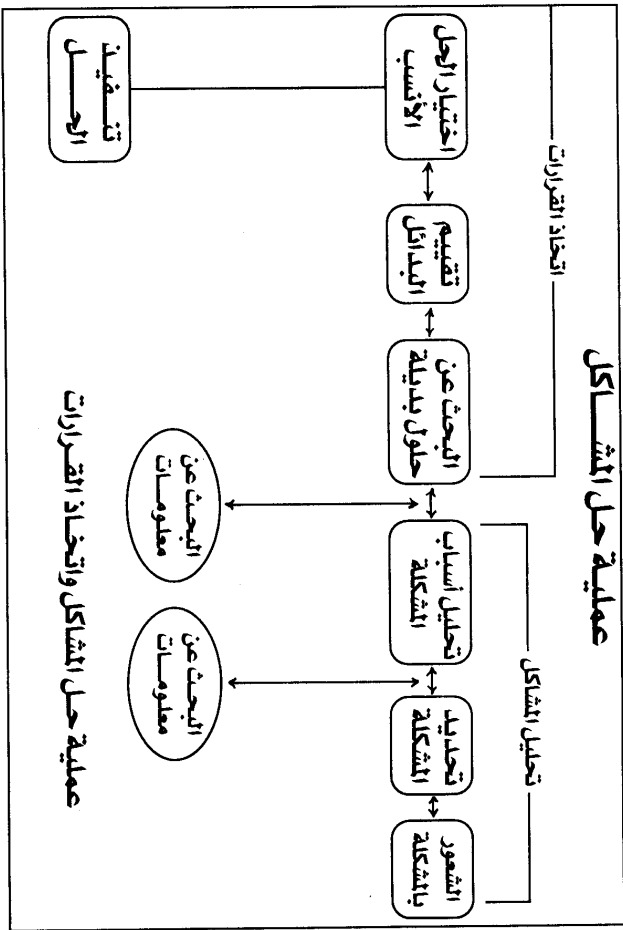 عملية حل المشاكل
تحليل المشاكل
اتخاذ القرارات
الشعور
بالمشكلة
تحديد
المشكلة
تحليل أسباب
المشكلة
البحث عن
حلول بديلة
تقييم
البدائل
اختيار الحل
الأنسب
البحث عن
معلومات
البحث عن
معلومات
تنفيذ
الحل
عملية حل المشاكل واتخاذ القرارات